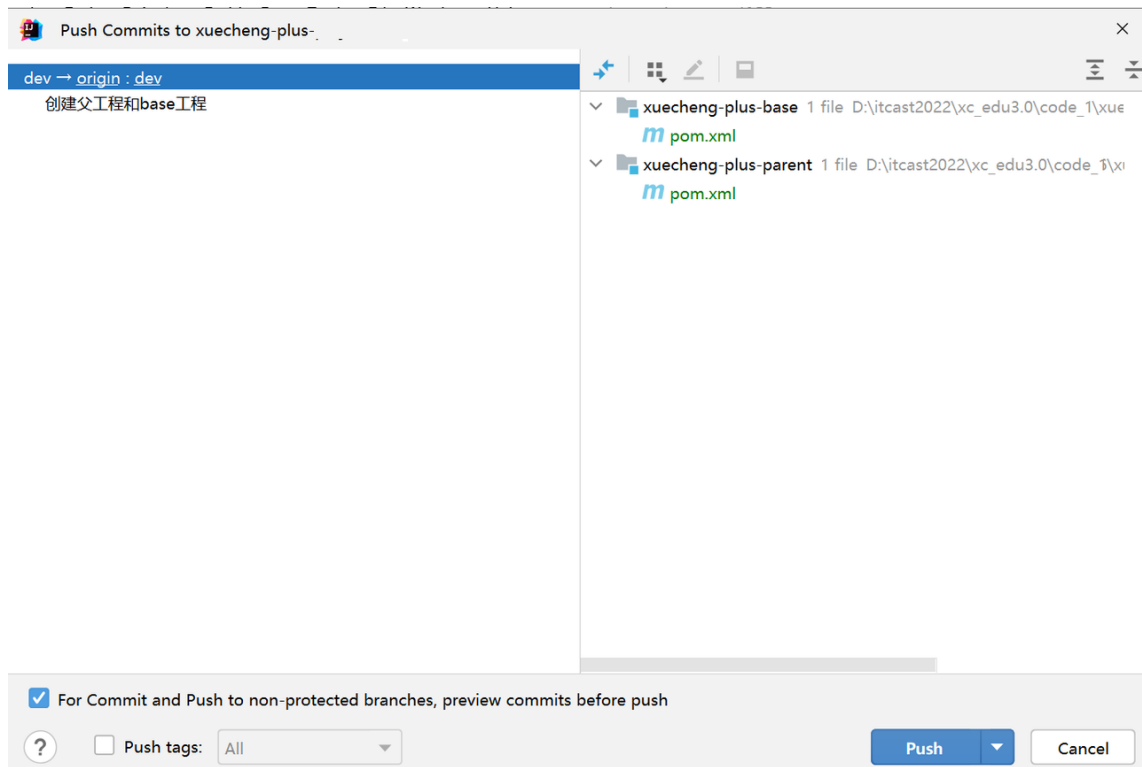 Push Commits to xuecheng-plus-
dev → origin : dev
创建父工程和base工程
xuecheng-plus-base 1 file D:\itcast2022\xc_edu3.0\code_1\xue
pom.xml
xuecheng-plus-parent 1 file D:\itcast2022\xc_edu3.0\code_1\xu
pom.xml
For Commit and Push to non-protected branches, preview commits before push
? Push tags: All Push Cancel